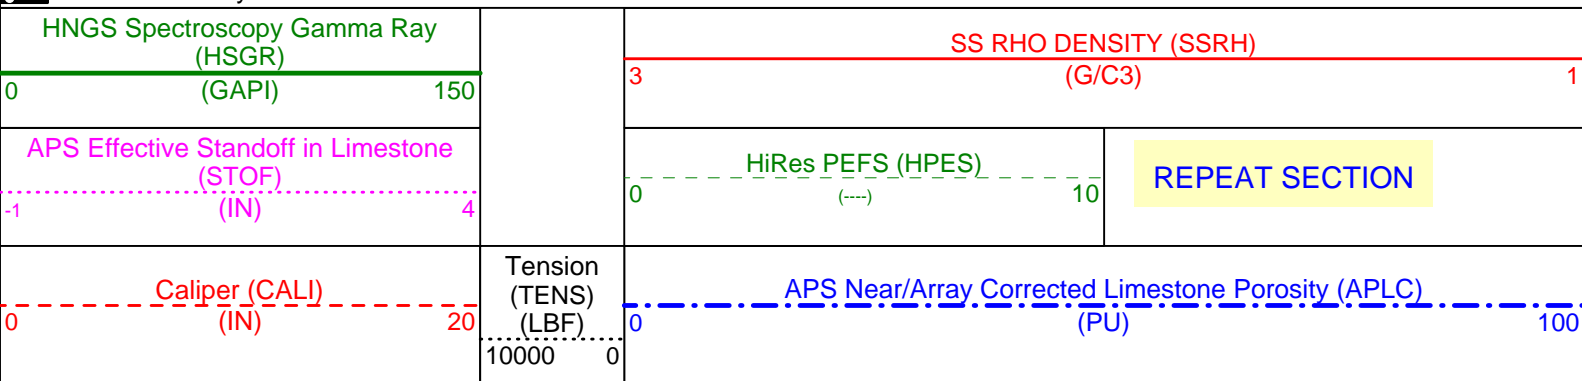 HNGS Spectroscopy Gamma Ray
(HSGR)
0 (GAPI) 150
SS RHO DENSITY (SSRH)
3 (G/C3) 1
APS Effective Standoff in Limestone
(STOF)
-1 (IN) 4
HiRes PEFS (HPES)
0 (----) 10
REPEAT SECTION
Caliper (CALI)
0 (IN) 20
Tension
(TENS)
(LBF)
10000 0
APS Near/Array Corrected Limestone Porosity (APLC)
0 (PU) 100